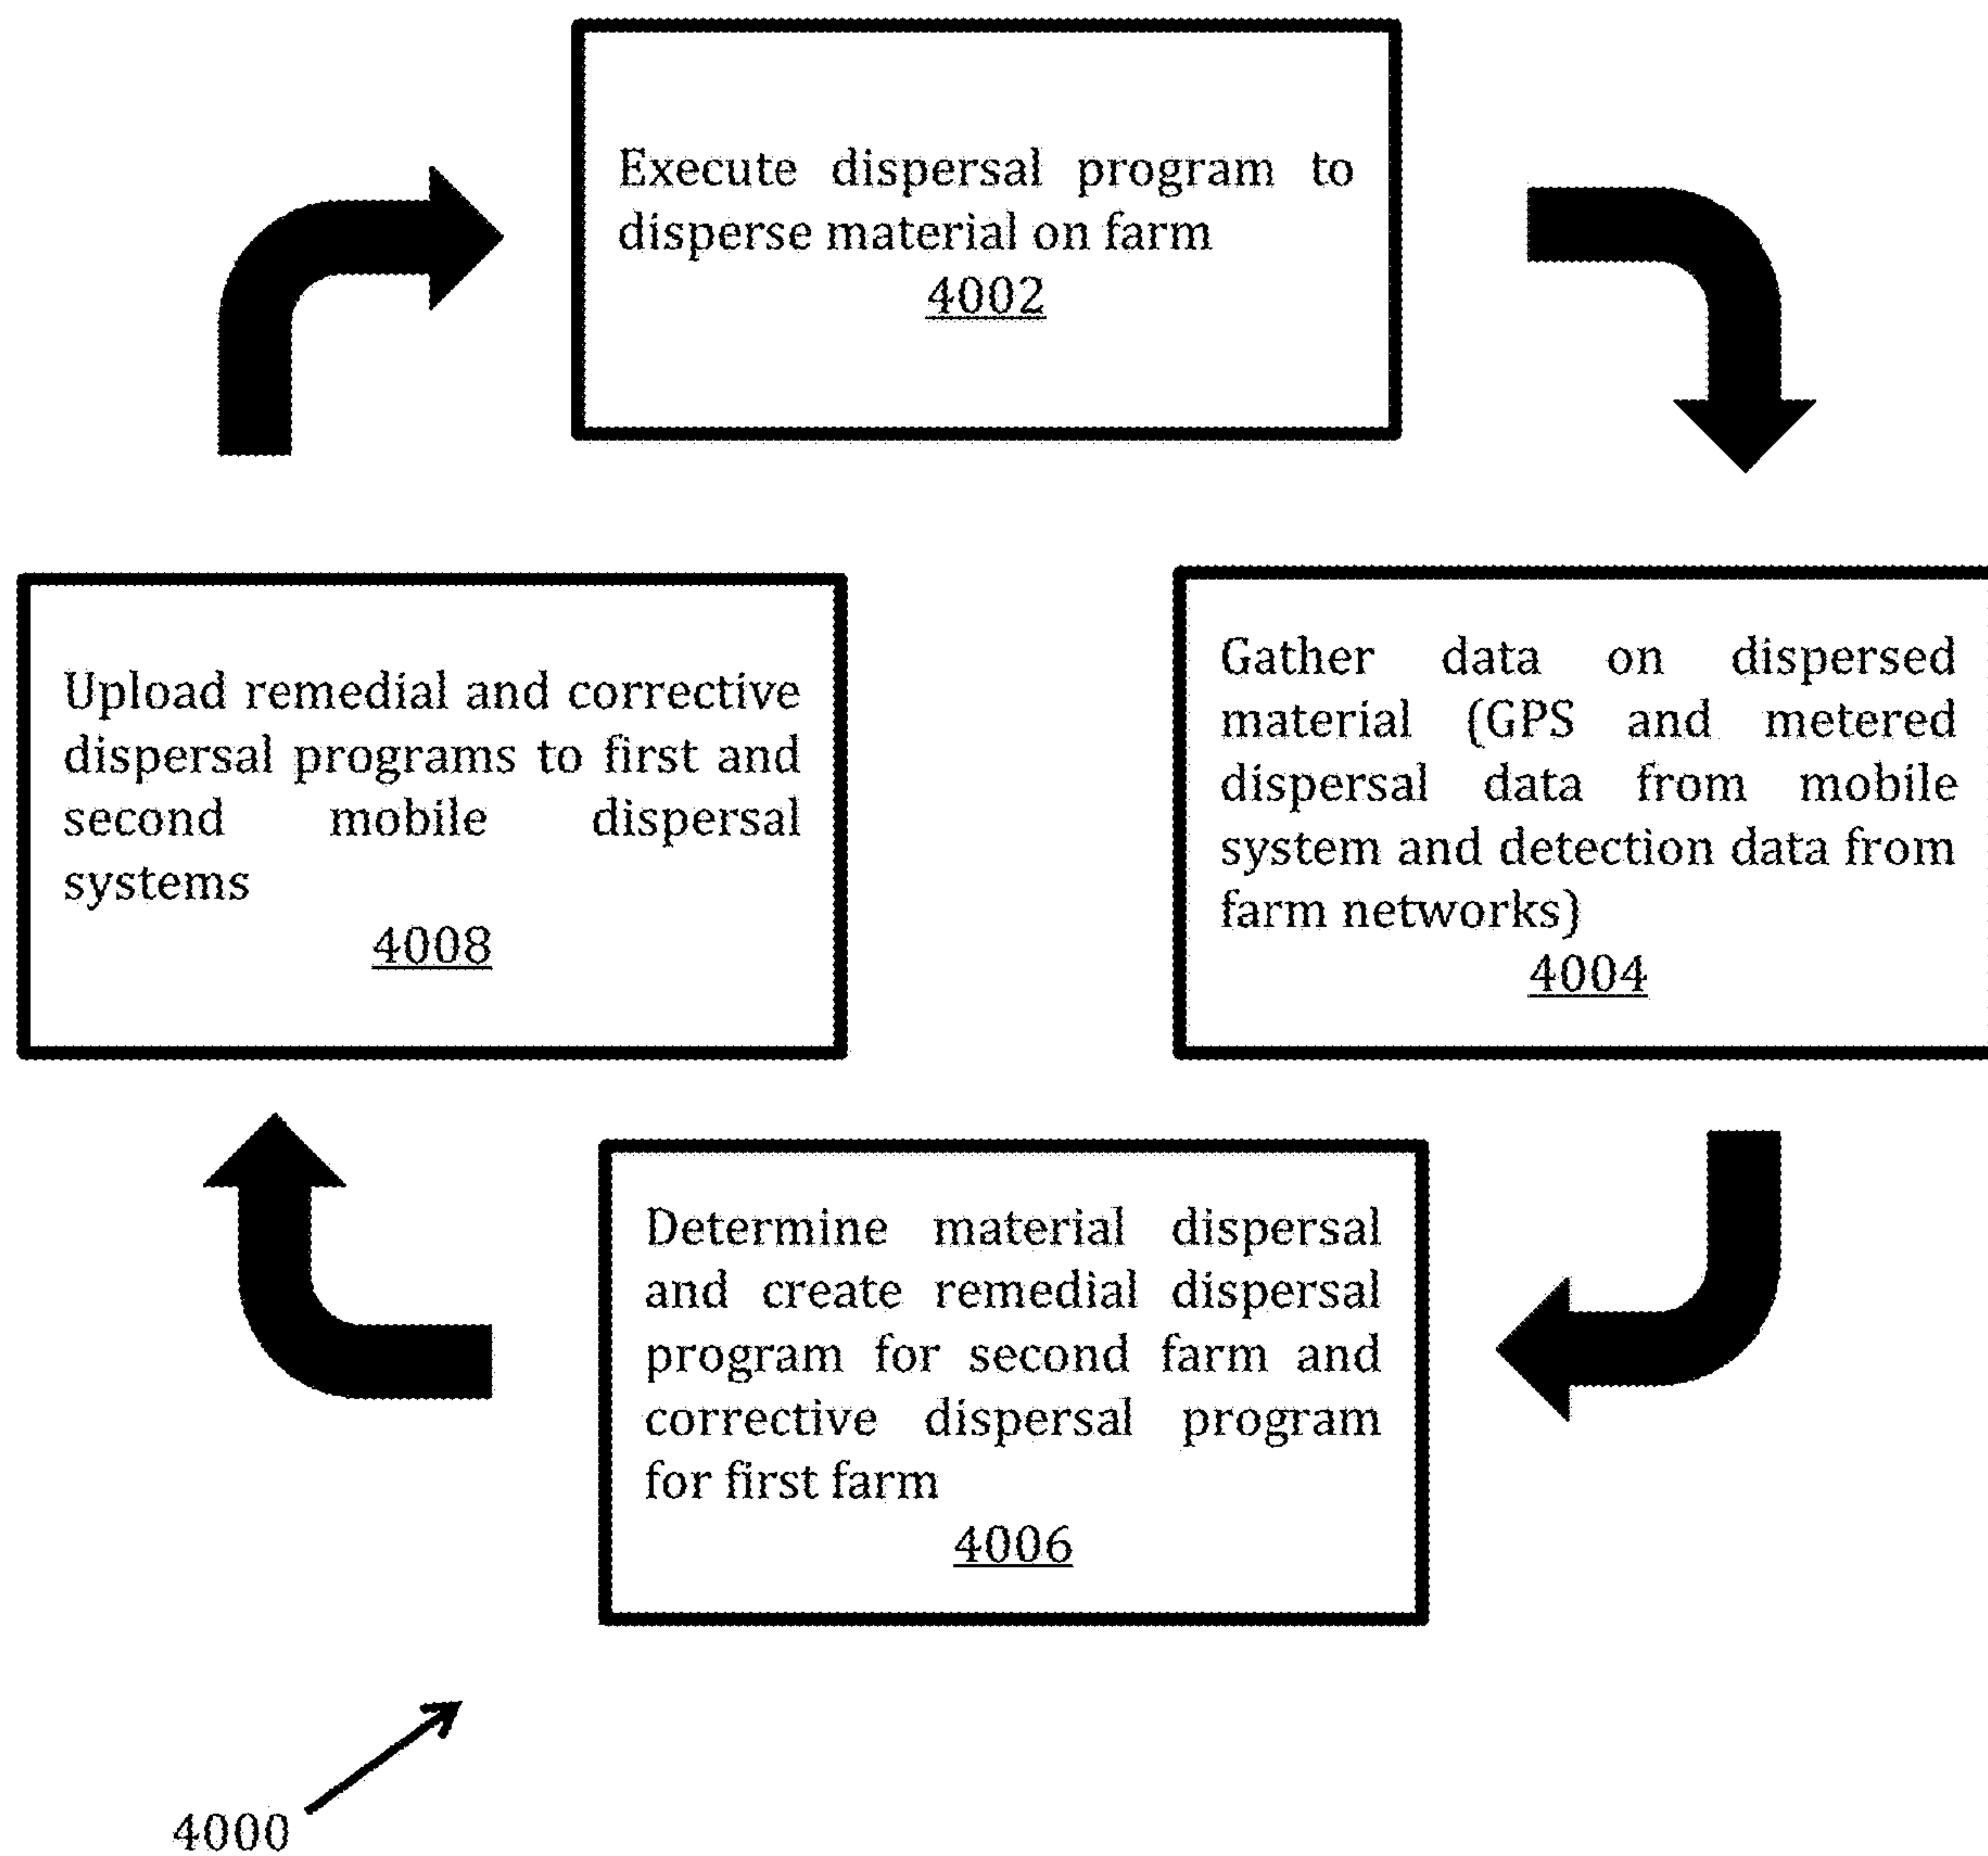 Execute dispersal program to
disperse material on farm
4002
Gather data on dispersed
material (GPS and metered
dispersal data from mobile
system and detection data from
farm networks)
4004
Determine material dispersal
and create remedial dispersal
program for second farm and
corrective dispersal program
for first farm
4006
Upload remedial and corrective
dispersal programs to first and
second mobile dispersal
systems
4008
4000